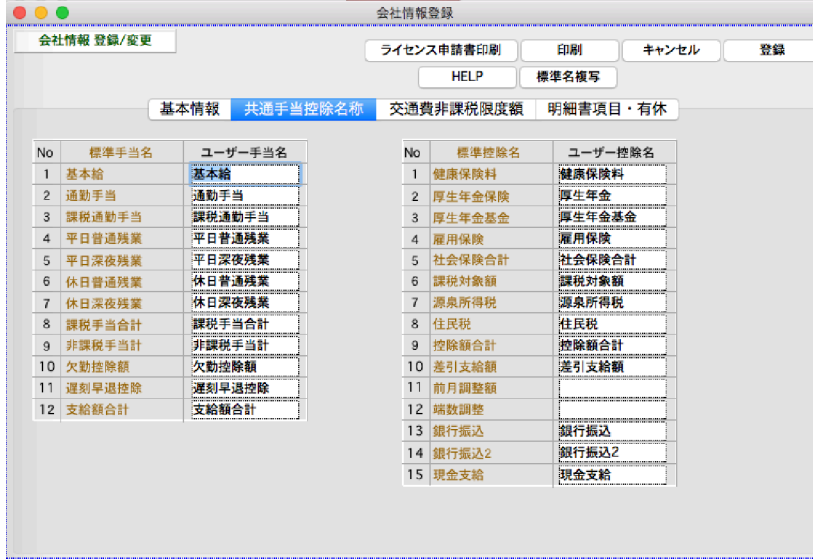 会社情報登録
会社情報 登録/変更
ライセンス申請書印刷 印刷 キャンセル 登録
HELP 標準名複写
基本情報 共通手当控除名称 交通費非課税限度額 明細書項目・有休
No 標準手当名 ユーザー手当名
1 基本給 基本給
2 通勤手当 通勤手当
3 課税通勤手当 課税通勤手当
4 平日普通残業 平日普通残業
5 平日深夜残業 平日深夜残業
6 休日普通残業 休日普通残業
7 休日深夜残業 休日深夜残業
8 課税手当合計 課税手当合計
9 非課税手当計 非課税手当計
10 欠勤控除額 欠勤控除額
11 遅刻早退控除 遅刻早退控除
12 支給額合計 支給額合計
No 標準控除名 ユーザー控除名
1 健康保険料 健康保険料
2 厚生年金保険 厚生年金
3 厚生年金基金 厚生年金基金
4 雇用保険 雇用保険
5 社会保険合計 社会保険合計
6 課税対象額 課税対象額
7 源泉所得税 源泉所得税
8 住民税 住民税
9 控除額合計 控除額合計
10 差引支給額 差引支給額
11 前月調整額
12 端数調整
13 銀行振込 銀行振込
14 銀行振込2 銀行振込2
15 現金支給 現金支給